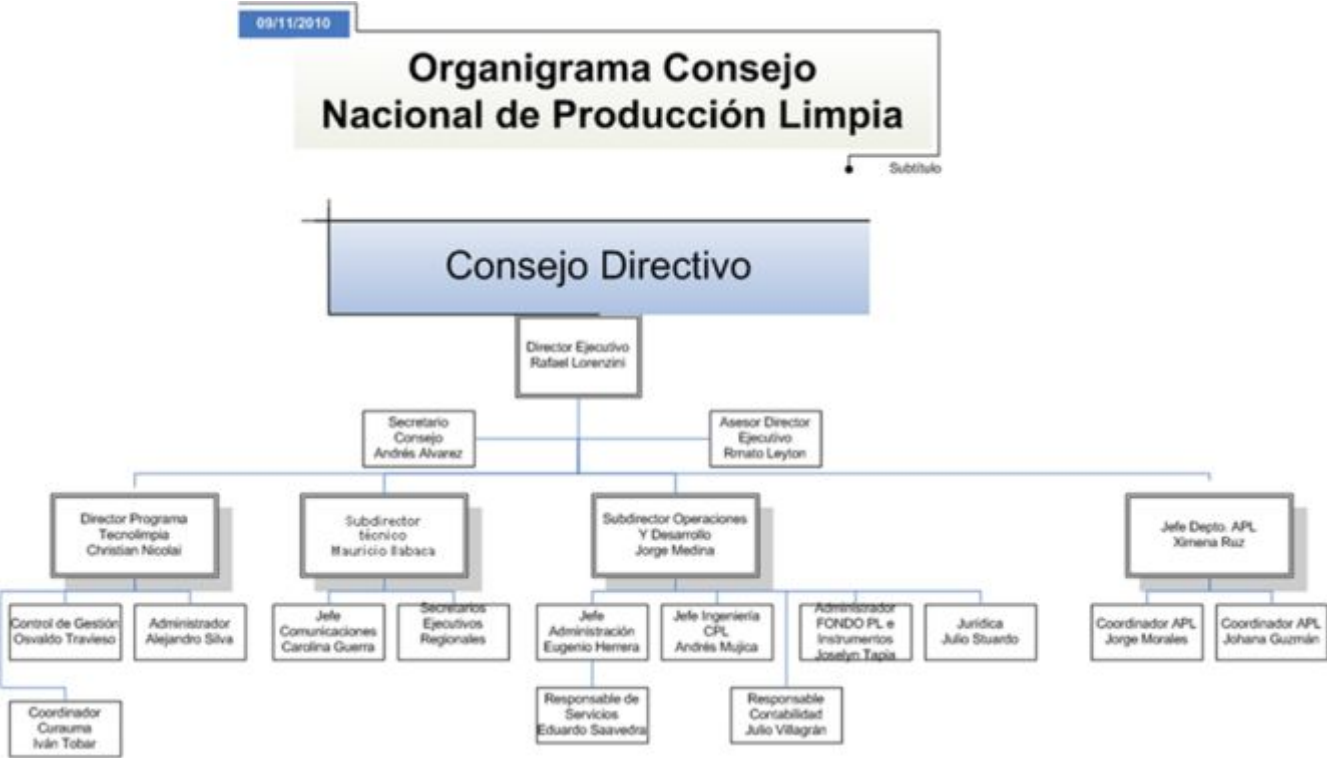 09/11/2010
Organigrama Consejo
Nacional de Producción Limpia
Subtítulo
Consejo Directivo
Director Ejecutivo
Rafael Lorenzini
Secretario
Consejo
Andrés Alvarez
Asesor Director
Ejecutivo
Rmato Leyton
Director Programa
Tecnolimpia
Christian Nicolai
Subdirector
técnico
Mauricio Ilabaca
Subdirector Operaciones
Y Desarrollo
Jorge Medina
Jefe Depto. APL
Ximena Ruz
Control de Gestión
Osvaldo Travieso
Administrador
Alejandro Silva
Jefe
Comunicaciones
Carolina Guerra
Secretarios
Ejecutivos
Regionales
Jefe
Administración
Eugenio Herrera
Jefe Ingeniería
CPL
Andrés Mujica
Administrador
FONDO PL e
Instrumentos
Joselyn Tapia
Jurídica
Julio Stuardo
Coordinador APL
Jorge Morales
Coordinador APL
Johana Guzmán
Coordinador
Curauma
Iván Tobar
Responsable de
Servicios
Eduardo Saavedra
Responsable
Contabilidad
Julio Villagrán